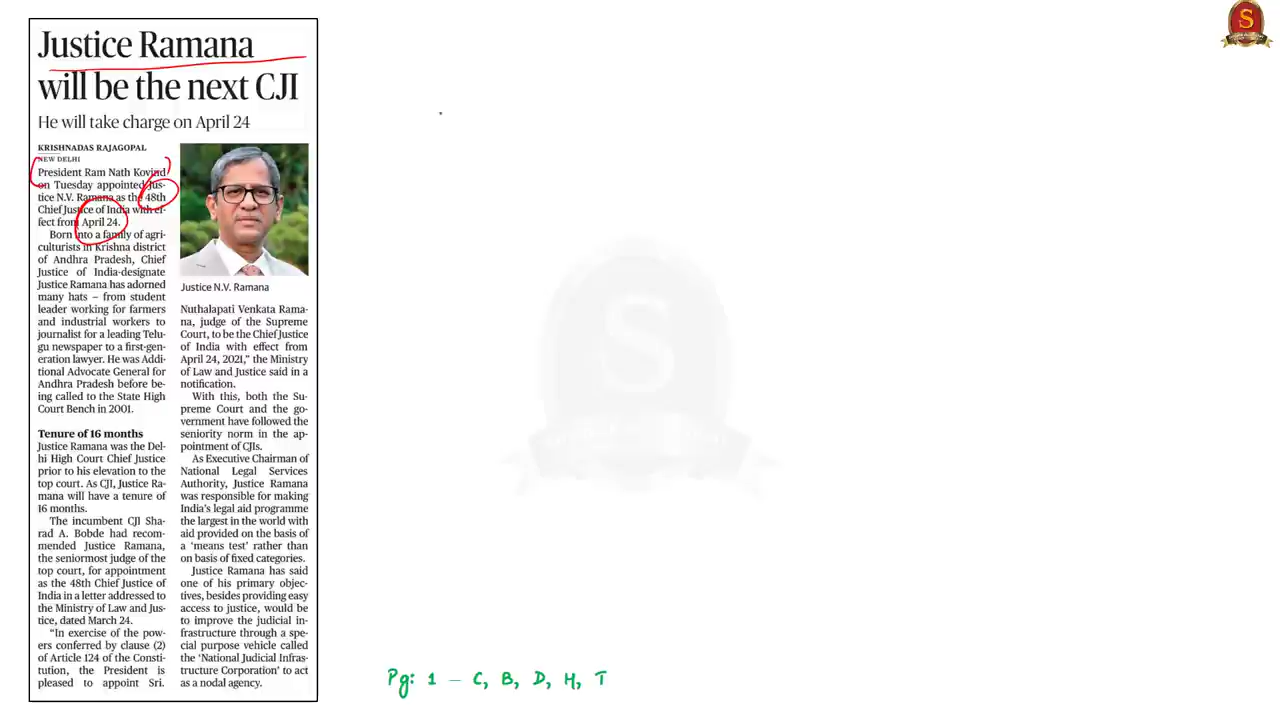 Justice Ramana
will be the next CJI
He will take charge on April 24
KRISHNADAS RAJAGOPAL
NEW DELHI
President Ram Nath Kovind
on Tuesday appointed Jus-
tice N.V. Ramana as the 48th
Chief Justice of India with ef-
fect from April 24.
Born into a family of agri-
culturists in Krishna district
of Andhra Pradesh, Chief
Justice of India-designate
Justice Ramana has adorned
many hats – from student
leader working for farmers
and industrial workers to
journalist for a leading Telu-
gu newspaper to a first-gen-
eration lawyer. He was Addi-
tional Advocate General for
Andhra Pradesh before be-
ing called to the State High
Court Bench in 2001.
Tenure of 16 months
Justice Ramana was the Del-
hi High Court Chief Justice
prior to his elevation to the
top court. As CJI, Justice Ra-
mana will have a tenure of
16 months.
The incumbent CJI Sha-
rad A. Bobde had recom-
mended Justice Ramana,
the seniormost judge of the
top court, for appointment
as the 48th Chief Justice of
India in a letter addressed to
the Ministry of Law and Jus-
tice, dated March 24.
“In exercise of the pow-
ers conferred by clause (2)
of Article 124 of the Consti-
tution, the President is
pleased to appoint Sri.
Justice N.V. Ramana
Nuthalapati Venkata Rama-
na, judge of the Supreme
Court, to be the Chief Justice
of India with effect from
April 24, 2021,” the Ministry
of Law and Justice said in a
notification.
With this, both the Su-
preme Court and the go-
vernment have followed the
seniority norm in the ap-
pointment of CJIs.
As Executive Chairman of
National Legal Services
Authority, Justice Ramana
was responsible for making
India’s legal aid programme
the largest in the world with
aid provided on the basis of
a ‘means test’ rather than
on basis of fixed categories.
Justice Ramana has said
one of his primary objec-
tives, besides providing easy
access to justice, would be
to improve the judicial in-
frastructure through a spe-
cial purpose vehicle called
the ‘National Judicial Infras-
tructure Corporation’ to act
as a nodal agency.
Pg: 1 – C, B, D, H, T
S
S